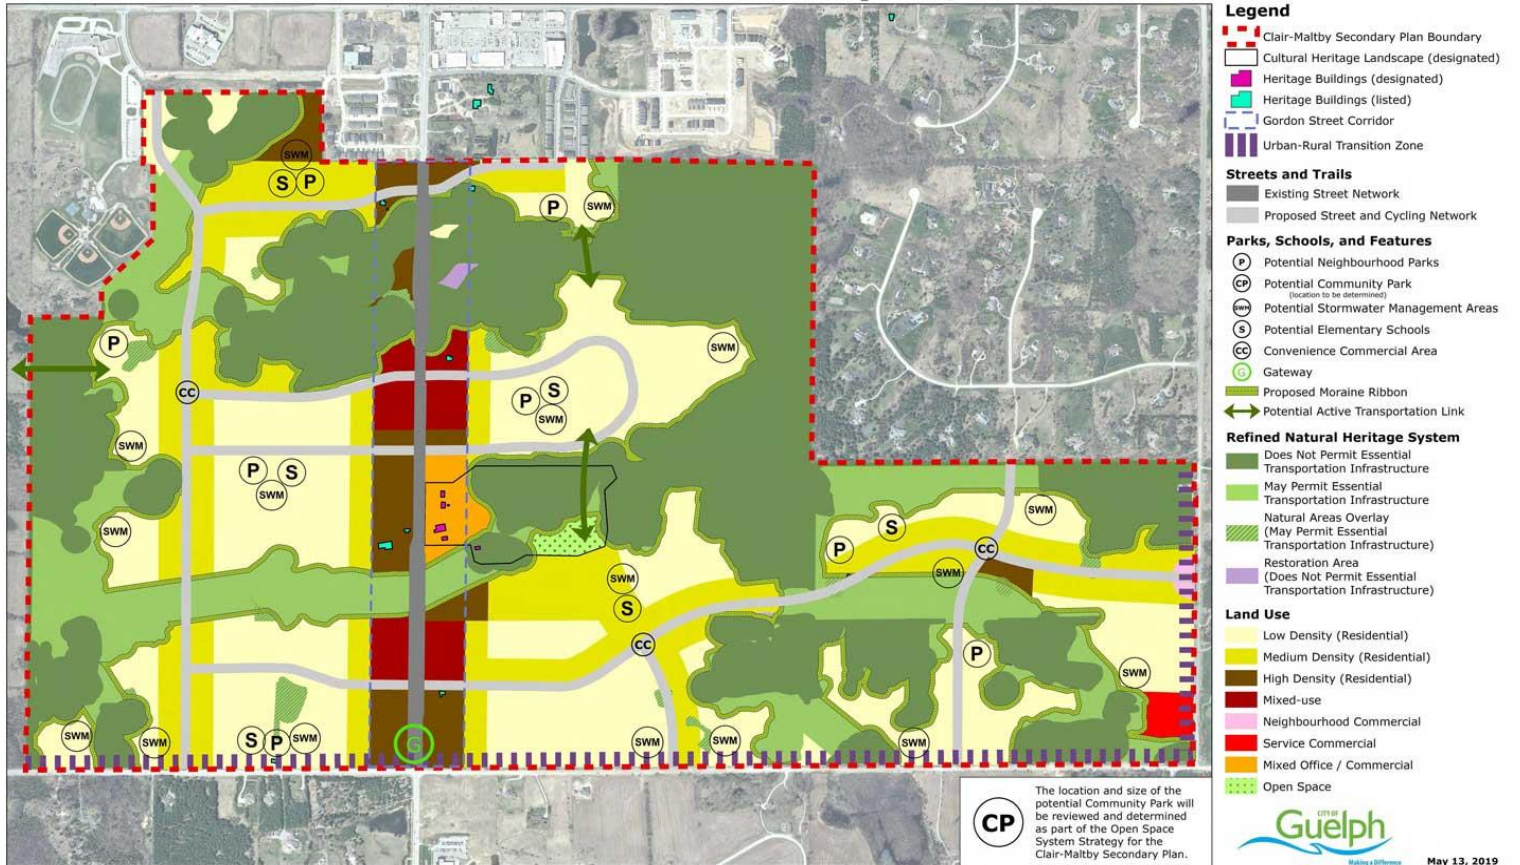 SWM
S P
P
SWM
P
SWM
CC
P
S
SWM
SWM
P
S
SWM
SWM
SWM
S
P
CC
SWM
SWM
S
CC
P
SWM
SWM
SWM
S
P
SWM
G
SWM
SWM
SWM
CP
The location and size of the
potential Community Park will
be reviewed and determined
as part of the Open Space
System Strategy for the
Clair-Maltby Secondary Plan.
Legend
Clair-Maltby Secondary Plan Boundary
Cultural Heritage Landscape (designated)
Heritage Buildings (designated)
Heritage Buildings (listed)
Gordon Street Corridor
Urban-Rural Transition Zone
Streets and Trails
Existing Street Network
Proposed Street and Cycling Network
Parks, Schools, and Features
P Potential Neighbourhood Parks
CP Potential Community Park
(location to be determined)
SWM Potential Stormwater Management Areas
S Potential Elementary Schools
CC Convenience Commercial Area
G Gateway
Proposed Moraine Ribbon
Potential Active Transportation Link
Refined Natural Heritage System
Does Not Permit Essential
Transportation Infrastructure
May Permit Essential
Transportation Infrastructure
Natural Areas Overlay
(May Permit Essential
Transportation Infrastructure)
Restoration Area
(Does Not Permit Essential
Transportation Infrastructure)
Land Use
Low Density (Residential)
Medium Density (Residential)
High Density (Residential)
Mixed-use
Neighbourhood Commercial
Service Commercial
Mixed Office / Commercial
Open Space
CITY OF
Guelph
Making a Difference
May 13, 2019